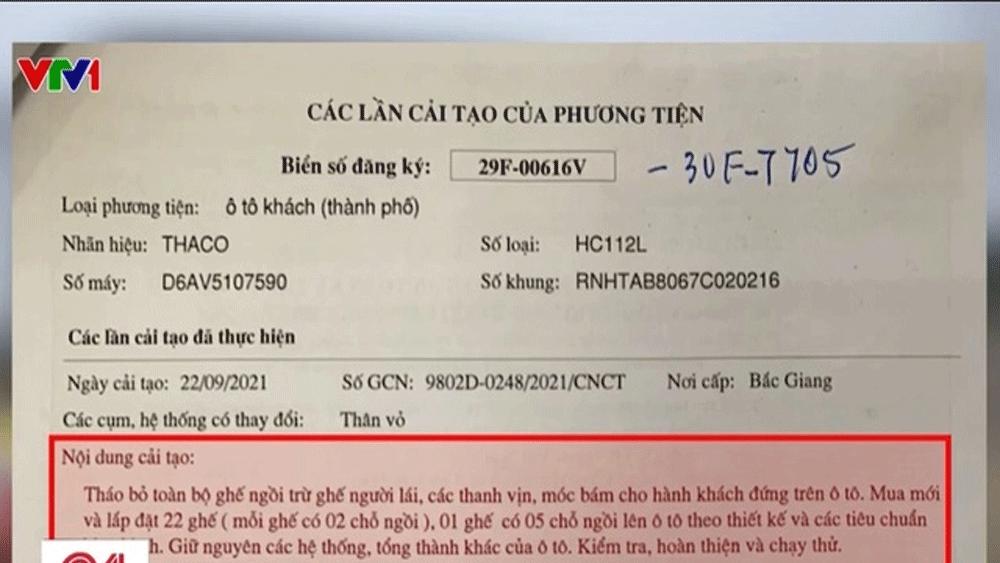 VTV1
CÁC LẦN CẢI TẠO CỦA PHƯƠNG TIỆN
Biển số đăng ký: 29F-00616V - 30F-7705
Loại phương tiện: ô tô khách (thành phố)
Nhãn hiệu: THACO Số loại: HC112L
Số máy: D6AV5107590 Số khung: RNHTAB8067C020216
Các lần cải tạo đã thực hiện
Ngày cải tạo: 22/09/2021 Số GCN: 9802D-0248/2021/CNCT Nơi cấp: Bắc Giang
Các cụm, hệ thống có thay đổi: Thân vỏ
Nội dung cải tạo:
Tháo bỏ toàn bộ ghế ngồi trừ ghế người lái, các thanh vịn, móc bám cho hành khách đứng trên ô tô. Mua mới
và lắp đặt 22 ghế ( mỗi ghế có 02 chỗ ngồi ), 01 ghế có 05 chỗ ngồi lên ô tô theo thiết kế và các tiêu chuẩn
Giữ nguyên các hệ thống, tổng thành khác của ô tô. Kiểm tra, hoàn thiện và chạy thử.